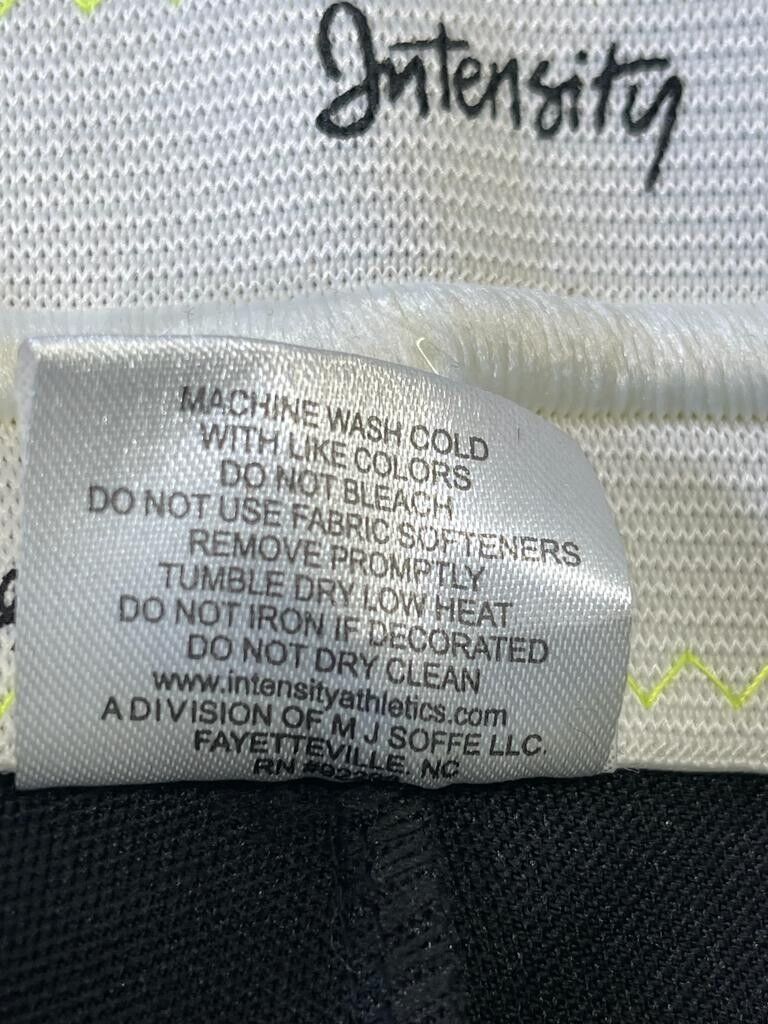 Intensity
MACHINE WASH COLD
WITH LIKE COLORS
DO NOT BLEACH
DO NOT USE FABRIC SOFTENERS
REMOVE PROMPTLY
TUMBLE DRY LOW HEAT
DO NOT IRON IF DECORATED
DO NOT DRY CLEAN
www.intensityathletics.com
A DIVISION OF M J SOFFE LLC.
FAYETTEVILLE, NC
RN